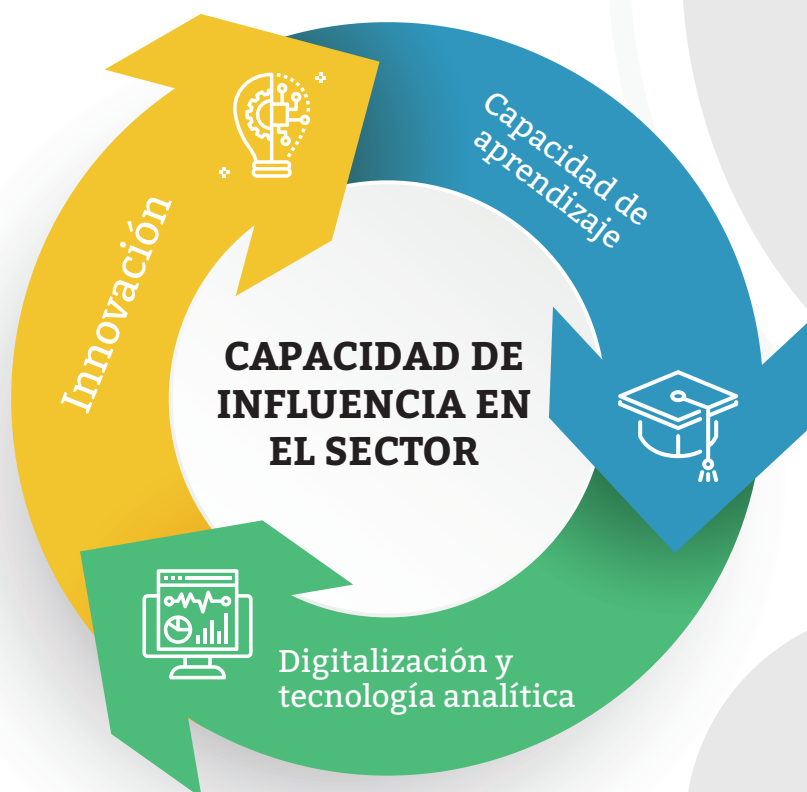 Capacidad de
aprendizaje
Innovación
CAPACIDAD DE
INFLUENCIA EN
EL SECTOR
Digitalización y
tecnología analítica